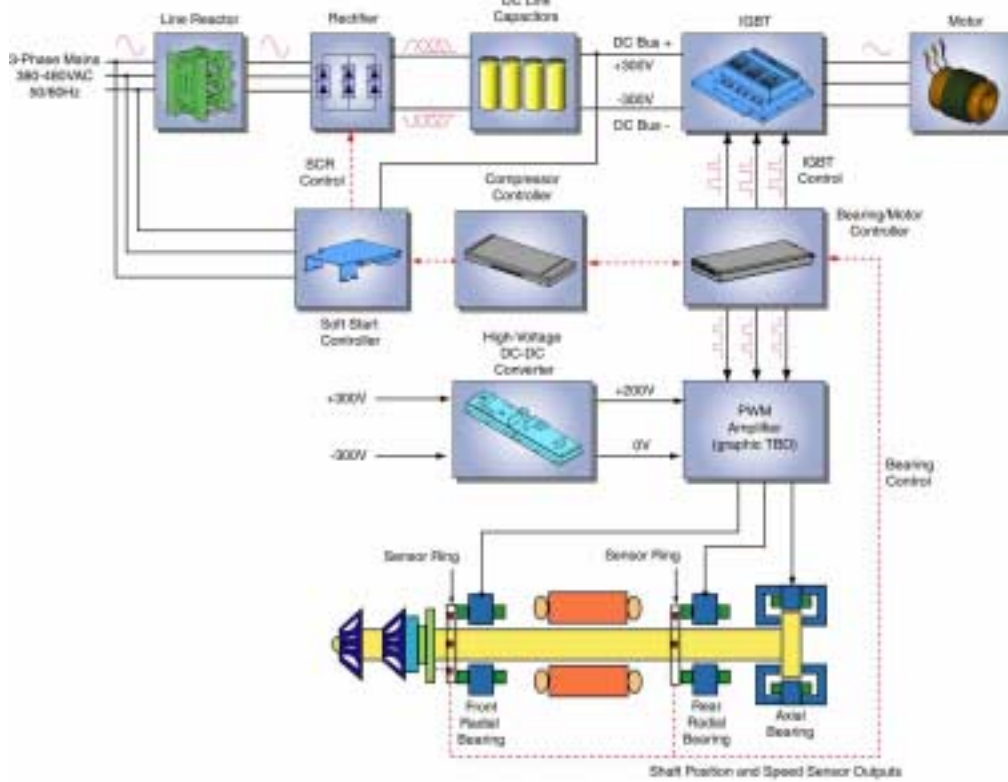 Line Reactor
Rectifier
DC Link
Capacitors
IGBT
Motor
3-Phase Mains
380-460VAC
50/60Hz
DC Bus +
+300V
-300V
DC Bus -
SCR
Control
Compressor
Controller
IGBT
Control
Bearing/Motor
Controller
Soft Start
Controller
High-Voltage
DC-DC
Converter
+300V
-300V
+200V
0V
PWM
Amplifier
(graphic TBD)
Bearing
Control
Sensor Ring
Sensor Ring
Front
Radial
Bearing
Rear
Radial
Bearing
Axial
Bearing
Shaft Position and Speed Sensor Outputs